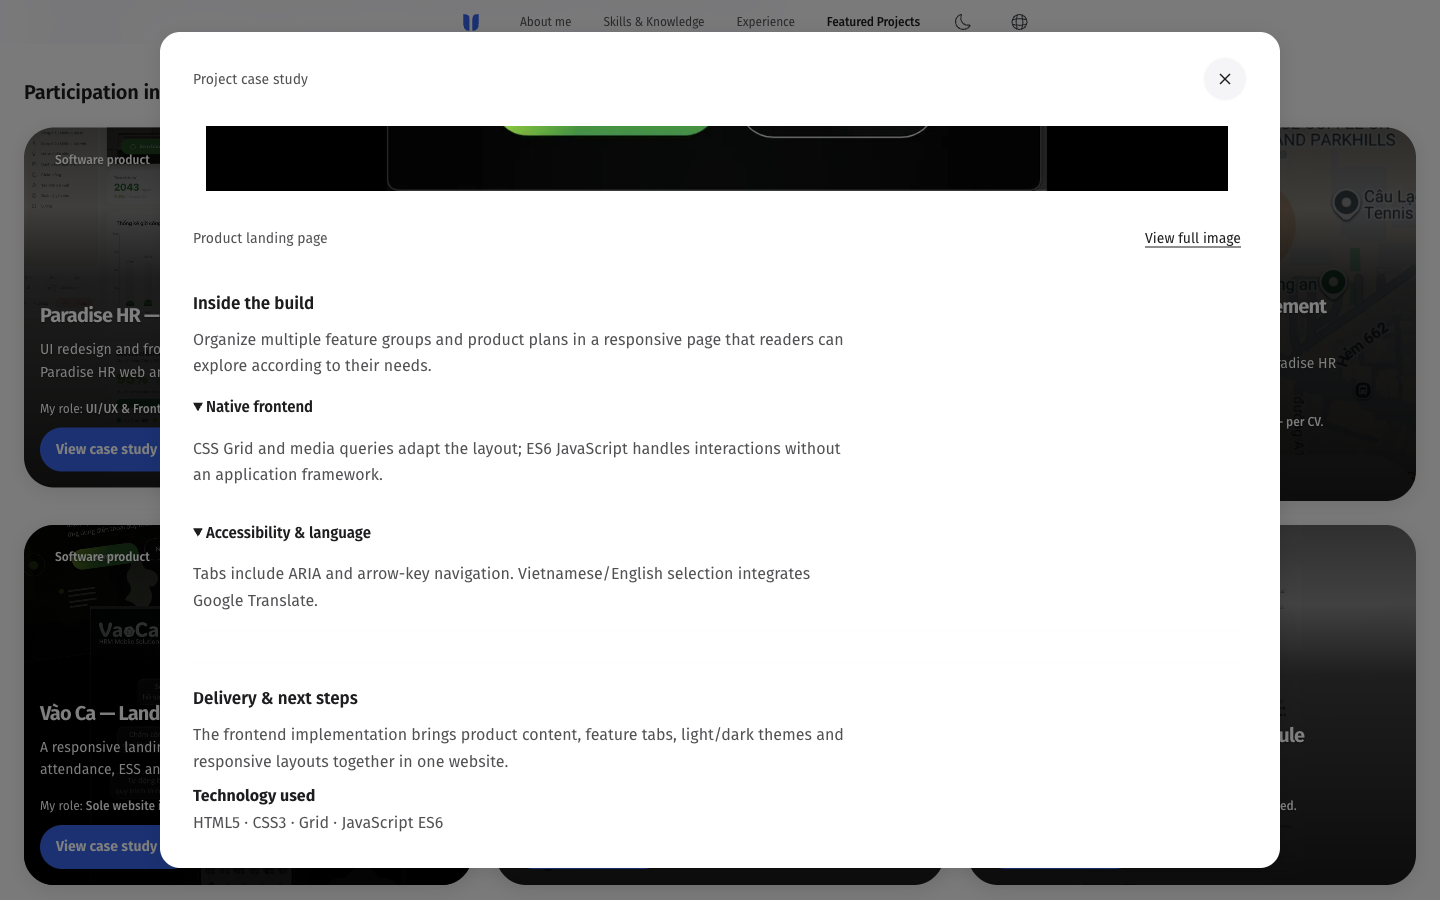 About me
Skills & Knowledge
Experience
Featured Projects
Participation in
Project case study
Software product
2043
AND PARKHILLS
Câu Lạ
Tennis
Product landing page
View full image
Inside the build
Paradise HR —
UI redesign and fro
Paradise HR web an
My role: UI/UX & Front
View case study
Organize multiple feature groups and product plans in a responsive page that readers can
explore according to their needs.
Native frontend
CSS Grid and media queries adapt the layout; ES6 JavaScript handles interactions without
an application framework.
ement
adise HR
Hẻm 662
- per CV.
Accessibility & language
Tabs include ARIA and arrow-key navigation. Vietnamese/English selection integrates
Google Translate.
Software product
VaoCa
Vào Ca — Land
A responsive landin
attendance, ESS an
My role: Sole website i
View case study
Delivery & next steps
The frontend implementation brings product content, feature tabs, light/dark themes and
responsive layouts together in one website.
Technology used
HTML5 · CSS3 · Grid · JavaScript ES6
ule
ed.